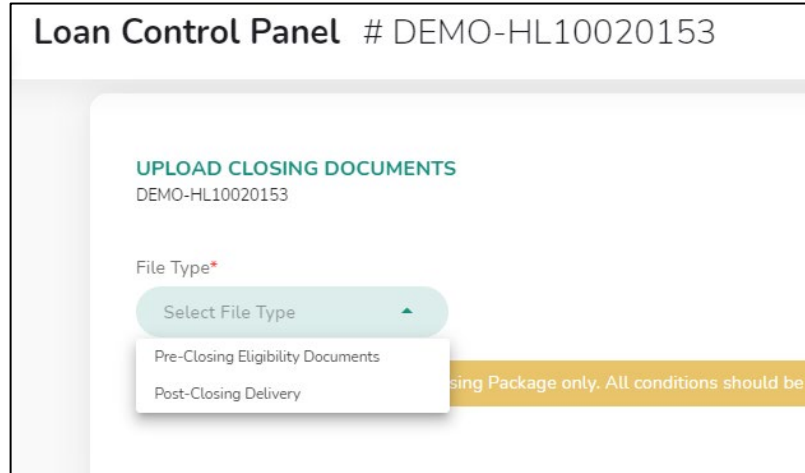 Loan Control Panel # DEMO-HL10020153
UPLOAD CLOSING DOCUMENTS
DEMO-HL10020153
File Type*
Select File Type
Pre-Closing Eligibility Documents
Post-Closing Delivery
sing Package only. All conditions should be